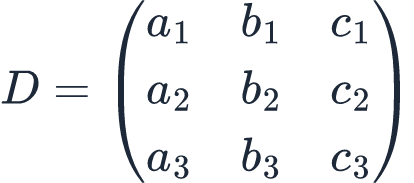 a₁ b₁ c₁
D = ( a₂ b₂ c₂ )
a₃ b₃ c₃